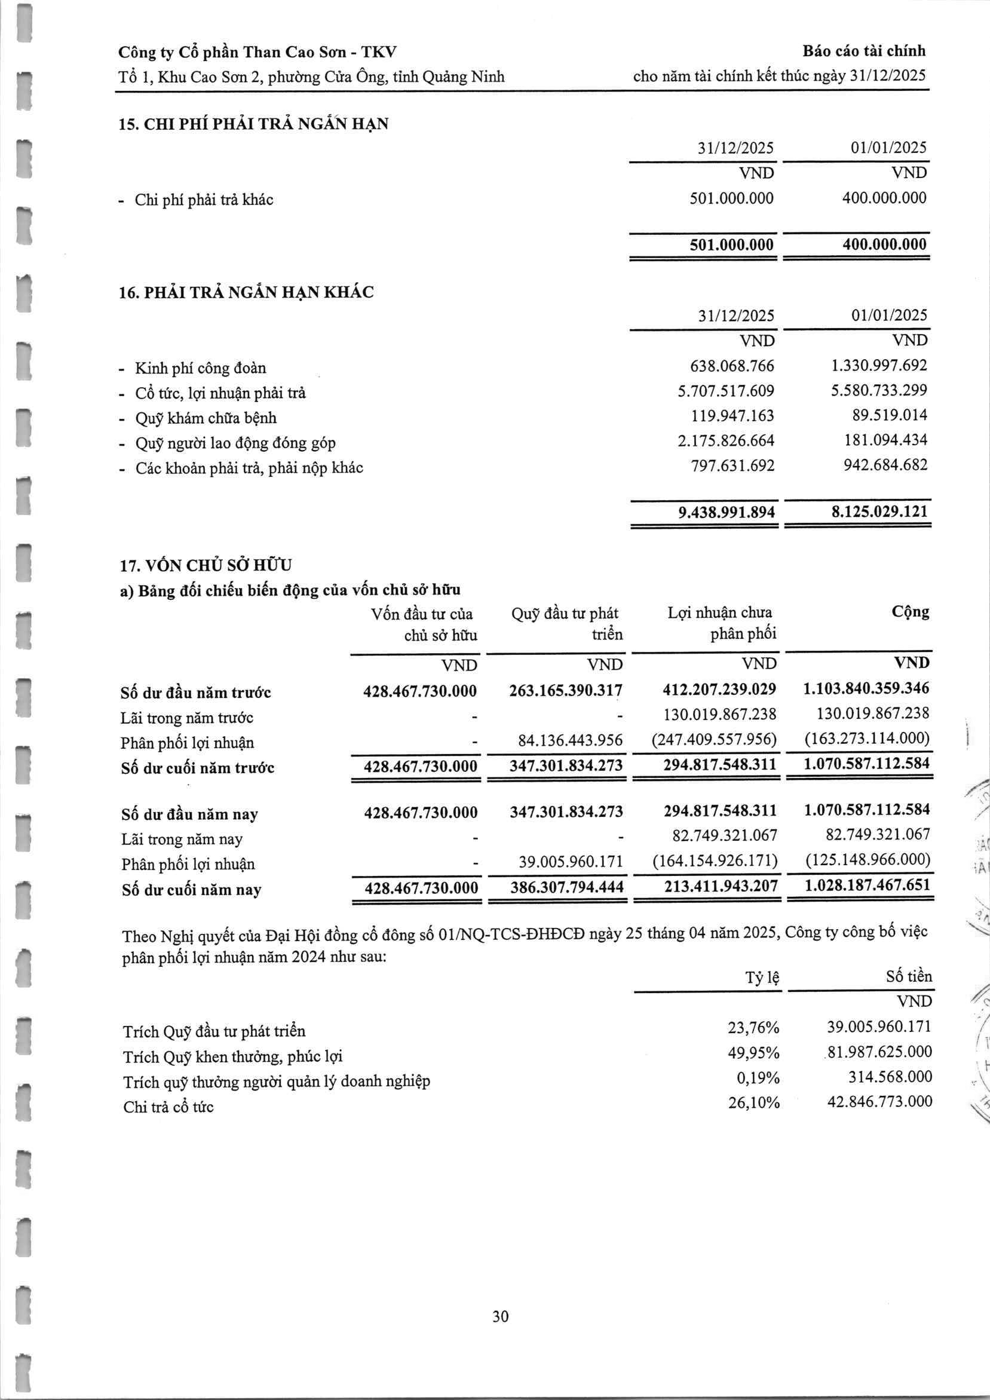 Công ty Cổ phần Than Cao Sơn - TKV Báo cáo tài chính
Tổ 1, Khu Cao Sơn 2, phường Cửa Ông, tỉnh Quảng Ninh cho năm tài chính kết thúc ngày 31/12/2025
15. CHI PHÍ PHẢI TRẢ NGẮN HẠN
31/12/2025 01/01/2025
VND VND
- Chi phí phải trả khác 501.000.000 400.000.000
501.000.000 400.000.000
16. PHẢI TRẢ NGẮN HẠN KHÁC
31/12/2025 01/01/2025
VND VND
- Kinh phí công đoàn 638.068.766 1.330.997.692
- Cổ tức, lợi nhuận phải trả 5.707.517.609 5.580.733.299
- Quỹ khám chữa bệnh 119.947.163 89.519.014
- Quỹ người lao động đóng góp 2.175.826.664 181.094.434
- Các khoản phải trả, phải nộp khác 797.631.692 942.684.682
9.438.991.894 8.125.029.121
17. VỐN CHỦ SỞ HỮU
a) Bảng đối chiếu biến động của vốn chủ sở hữu
Vốn đầu tư của Quỹ đầu tư phát Lợi nhuận chưa Cộng
chủ sở hữu triển phân phối
VND VND VND VND
Số dư đầu năm trước 428.467.730.000 263.165.390.317 412.207.239.029 1.103.840.359.346
Lãi trong năm trước - - 130.019.867.238 130.019.867.238
Phân phối lợi nhuận - 84.136.443.956 (247.409.557.956) (163.273.114.000)
Số dư cuối năm trước 428.467.730.000 347.301.834.273 294.817.548.311 1.070.587.112.584
Số dư đầu năm nay 428.467.730.000 347.301.834.273 294.817.548.311 1.070.587.112.584
Lãi trong năm nay - - 82.749.321.067 82.749.321.067
Phân phối lợi nhuận - 39.005.960.171 (164.154.926.171) (125.148.966.000)
Số dư cuối năm nay 428.467.730.000 386.307.794.444 213.411.943.207 1.028.187.467.651
Theo Nghị quyết của Đại Hội đồng cổ đông số 01/NQ-TCS-ĐHĐCĐ ngày 25 tháng 04 năm 2025, Công ty công bố việc
phân phối lợi nhuận năm 2024 như sau:
Tỷ lệ Số tiền
VND
Trích Quỹ đầu tư phát triển 23,76% 39.005.960.171
Trích Quỹ khen thưởng, phúc lợi 49,95% 81.987.625.000
Trích quỹ thưởng người quản lý doanh nghiệp 0,19% 314.568.000
Chi trả cổ tức 26,10% 42.846.773.000
30